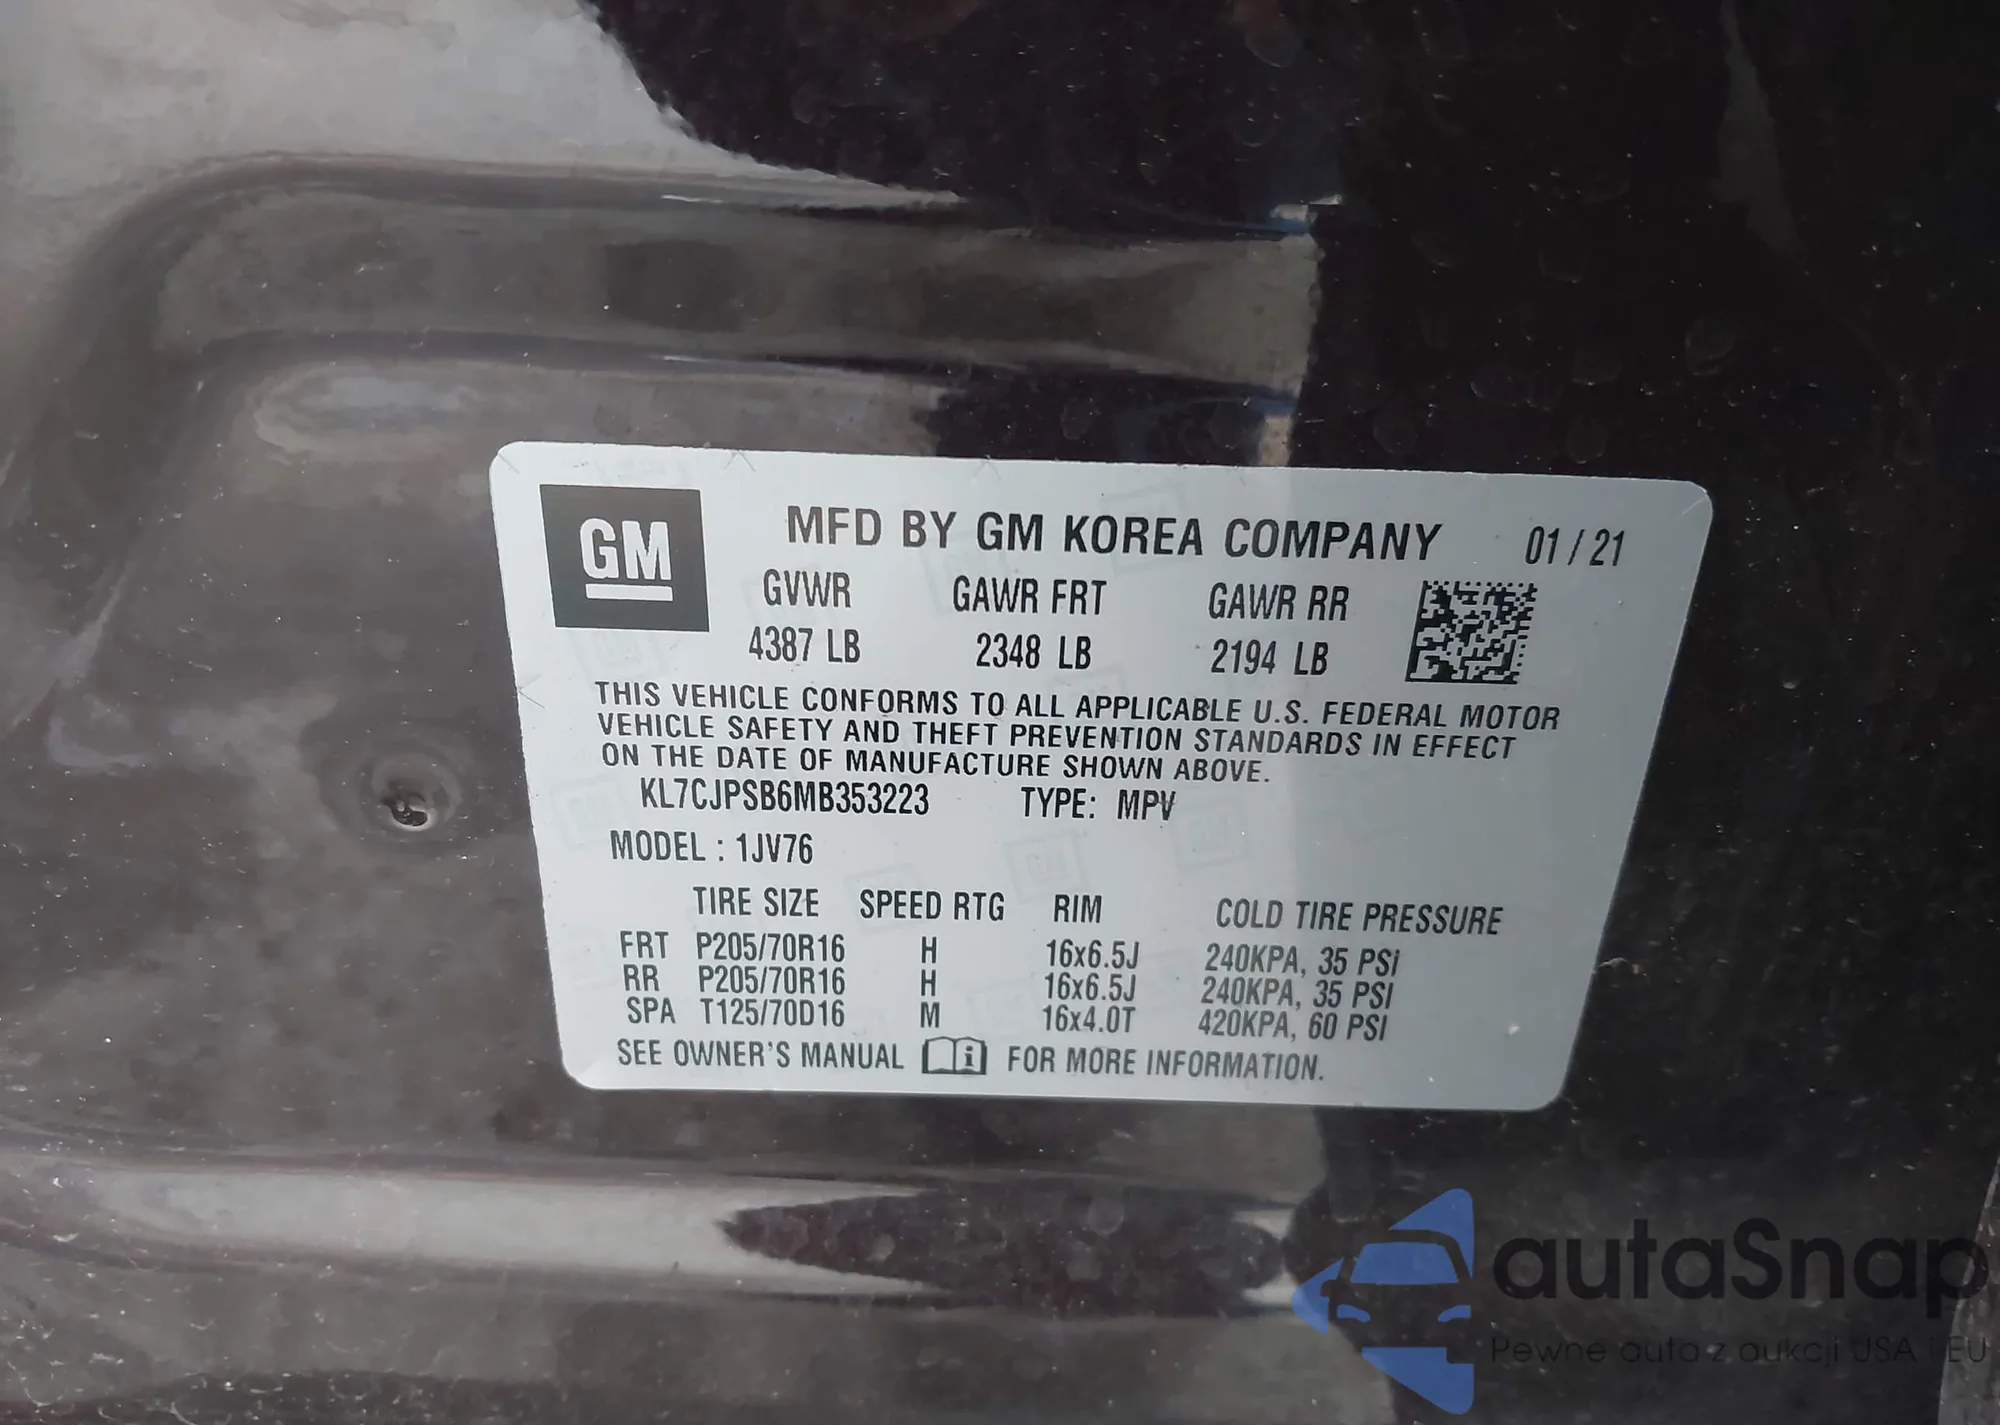 GM
MFD BY GM KOREA COMPANY 01/21
GVWR GAWR FRT GAWR RR
4387 LB 2348 LB 2194 LB
THIS VEHICLE CONFORMS TO ALL APPLICABLE U.S. FEDERAL MOTOR
VEHICLE SAFETY AND THEFT PREVENTION STANDARDS IN EFFECT
ON THE DATE OF MANUFACTURE SHOWN ABOVE.
KL7CJPSB6MB353223 TYPE: MPV
MODEL : 1JV76
TIRE SIZE SPEED RTG RIM COLD TIRE PRESSURE
FRT P205/70R16 H 16x6.5J 240KPA, 35 PSI
RR P205/70R16 H 16x6.5J 240KPA, 35 PSI
SPA T125/70D16 M 16x4.0T 420KPA, 60 PSI
SEE OWNER'S MANUAL FOR MORE INFORMATION.
autaSnap
Pewne auta z aukcji USA i EU